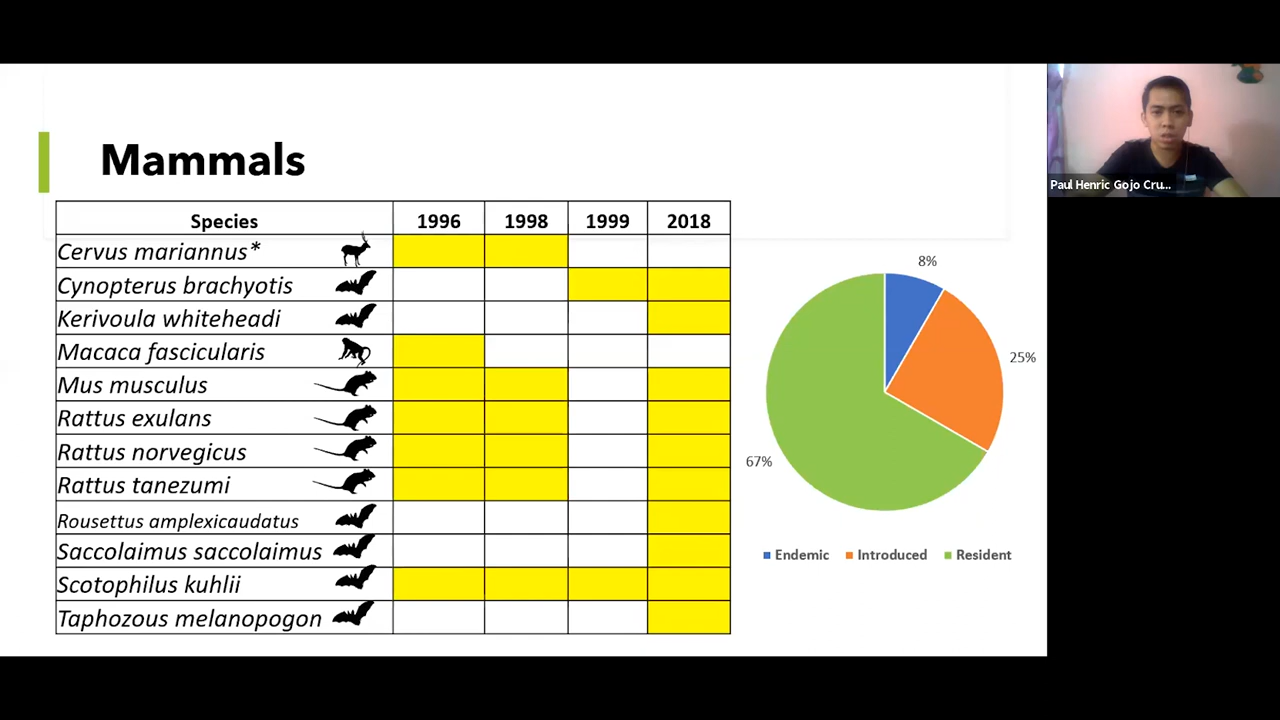 Mammals
Species 1996 1998 1999 2018
Cervus mariannus*
Cynopterus brachyotis
Kerivoula whiteheadi
Macaca fascicularis
Mus musculus
Rattus exulans
Rattus norvegicus
Rattus tanezumi
Rousettus amplexicaudatus
Saccolaimus saccolaimus
Scotophilus kuhlii
Taphozous melanopogon
8%
25%
67%
Endemic Introduced Resident
Paul Henric Gojo Cru...